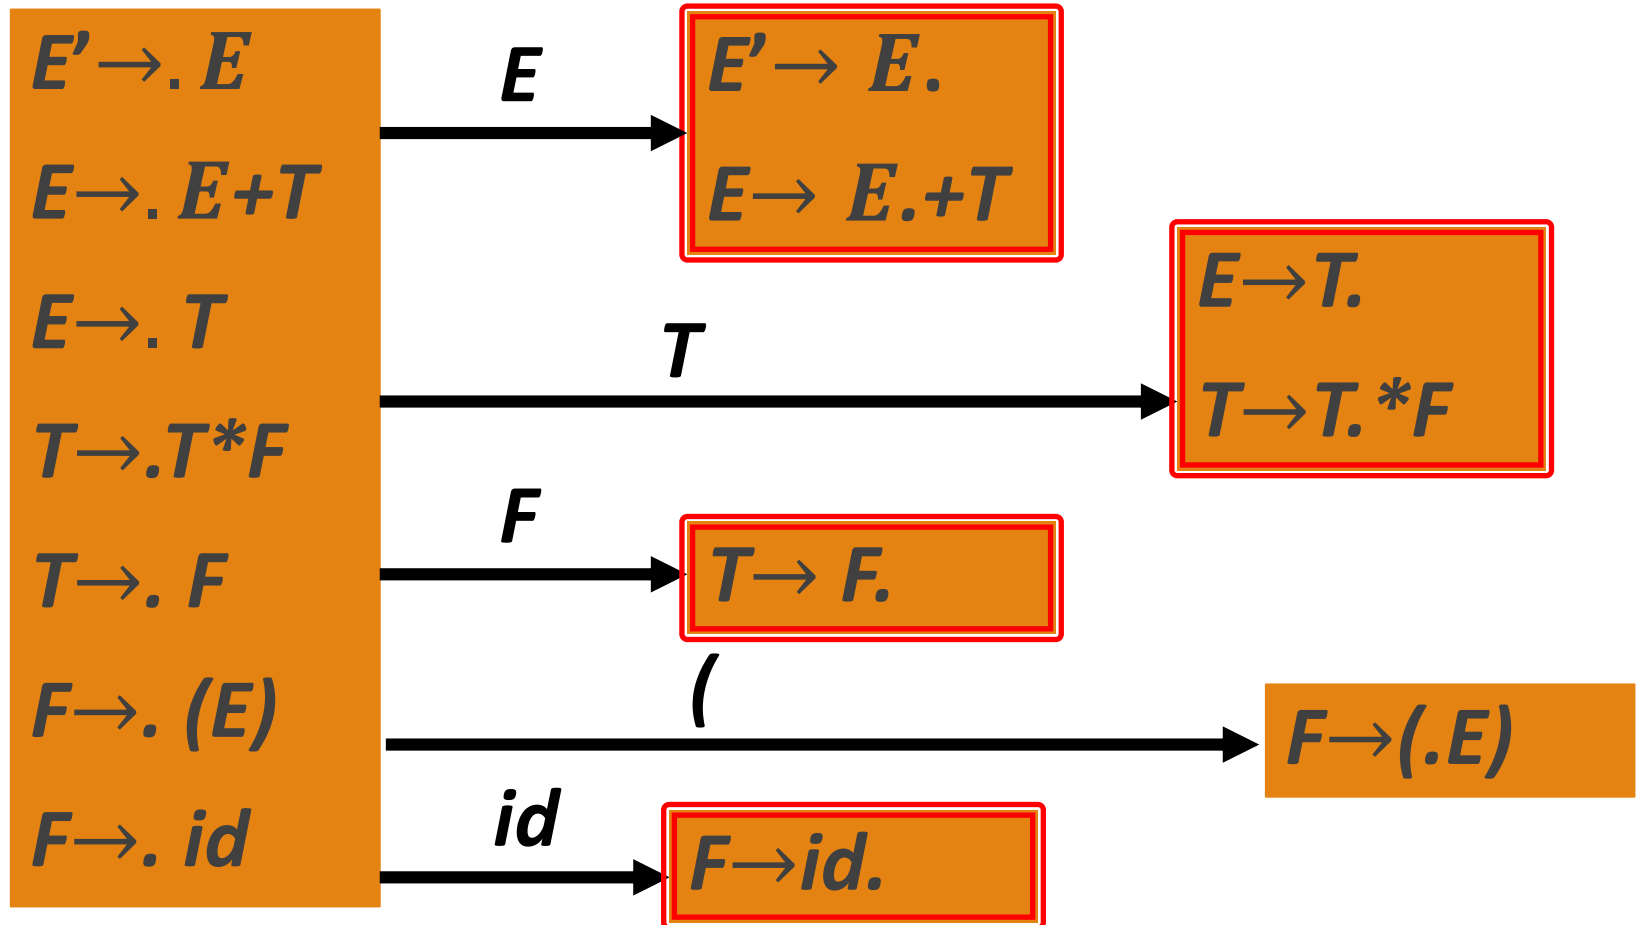 E’→. E
E→. E+T
E→. T
T→.T*F
T→. F
F→. (E)
F→. id
E
E’→ E.
E→ E.+T
T
E→T.
T→T.*F
F
T→ F.
(
F→(.E)
id
F→id.